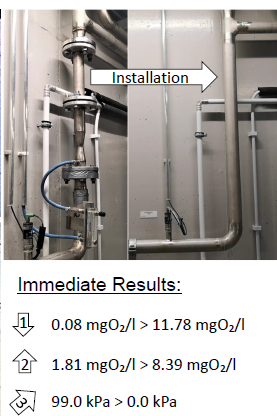 Installation
Immediate Results:
1 0.08 mgO₂/l > 11.78 mgO₂/l
2 1.81 mgO₂/l > 8.39 mgO₂/l
3 99.0 kPa > 0.0 kPa